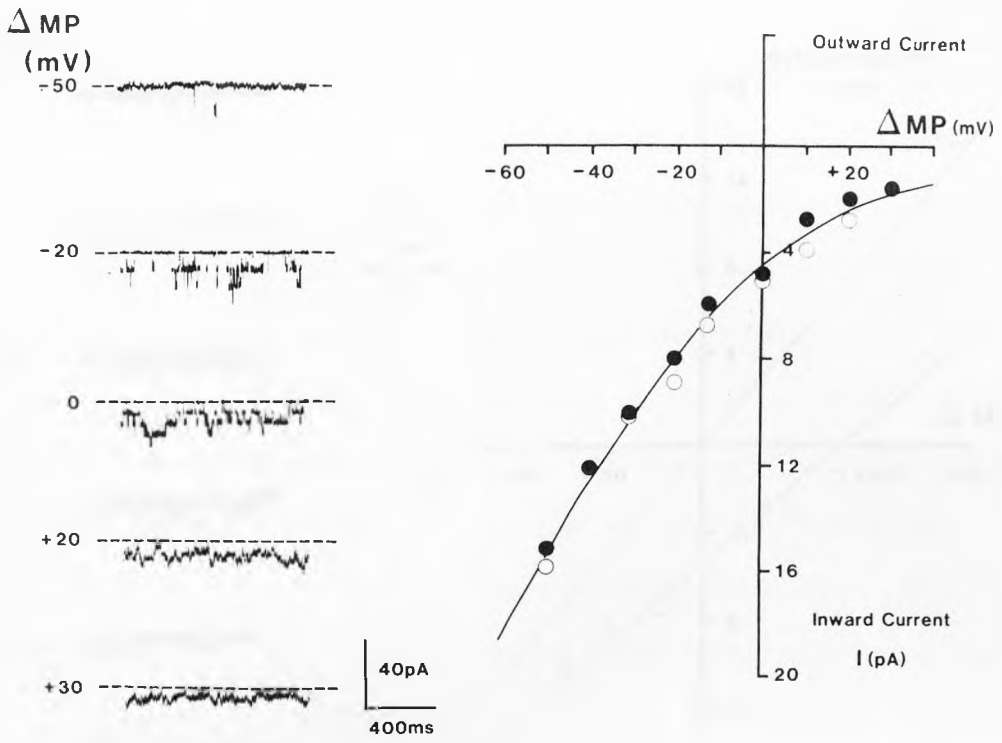 Δ MP
(mV)
-50
-20
0
+20
+30
40pA
400ms
Outward Current
Δ MP (mV)
-60 -40 -20 +20
4
8
12
16
20
Inward Current
I (pA)